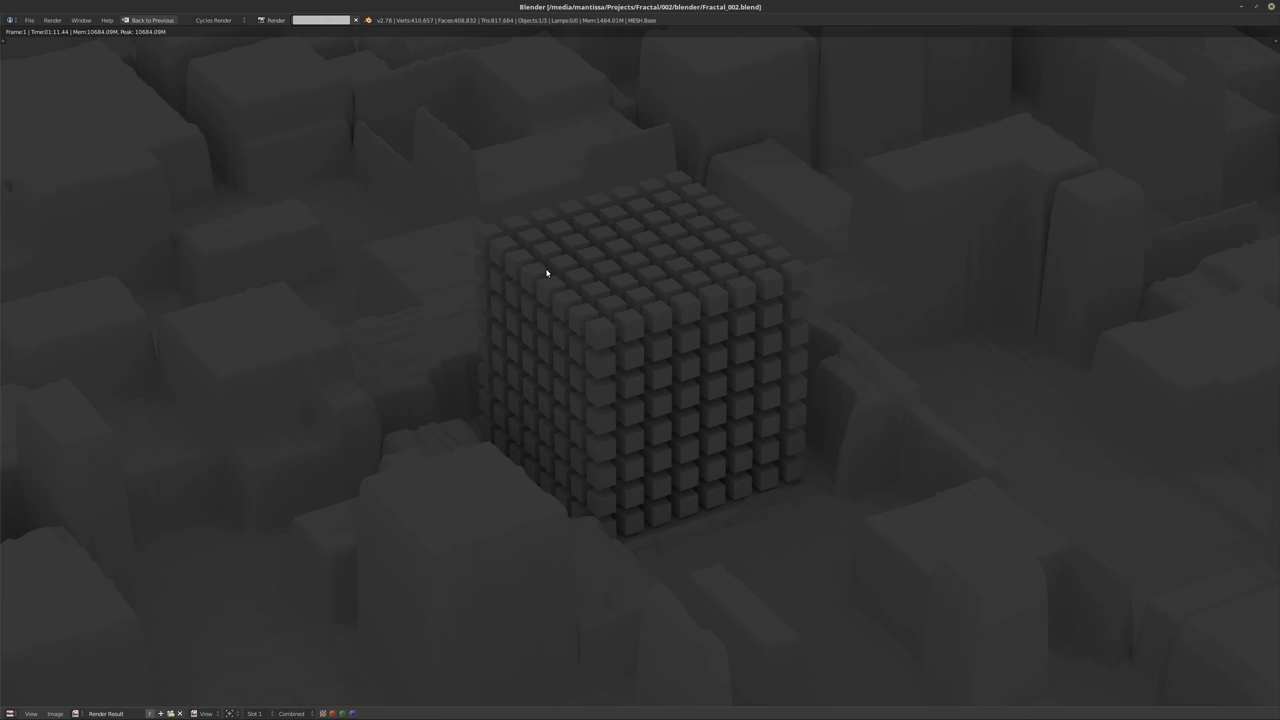 Blender [/media/mantissa/Projects/Fractal/002/blender/Fractal_002.blend]
File Render Window Help Back to Previous Cycles Render Render v2.78 | Verts:410,657 | Faces:408,832 | Tris:817,664 | Objects:1/3 | Lamps:0/0 | Mem:1484.01M | MESH.Base
Frame:1 | Time:01:11.44 | Mem:10684.09M, Peak: 10684.09M
View Image Render Result F View Slot 1 Combined